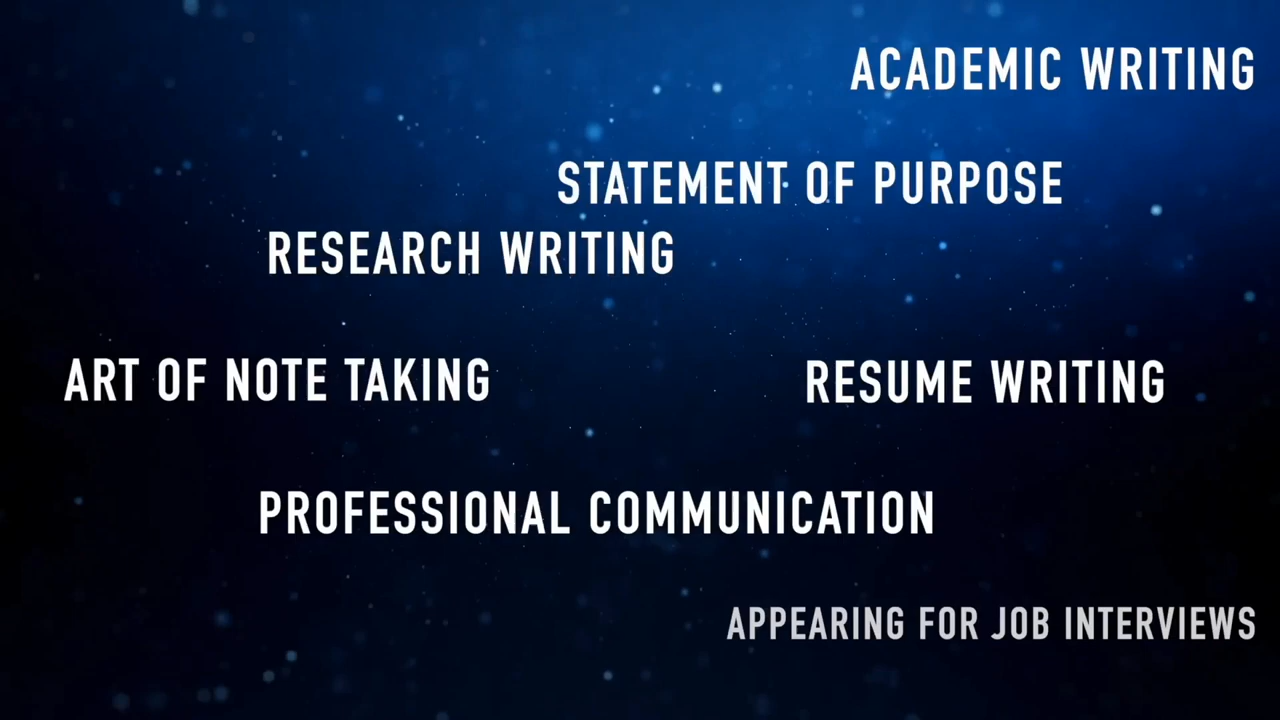 ACADEMIC WRITING
STATEMENT OF PURPOSE
RESEARCH WRITING
ART OF NOTE TAKING
RESUME WRITING
PROFESSIONAL COMMUNICATION
APPEARING FOR JOB INTERVIEWS